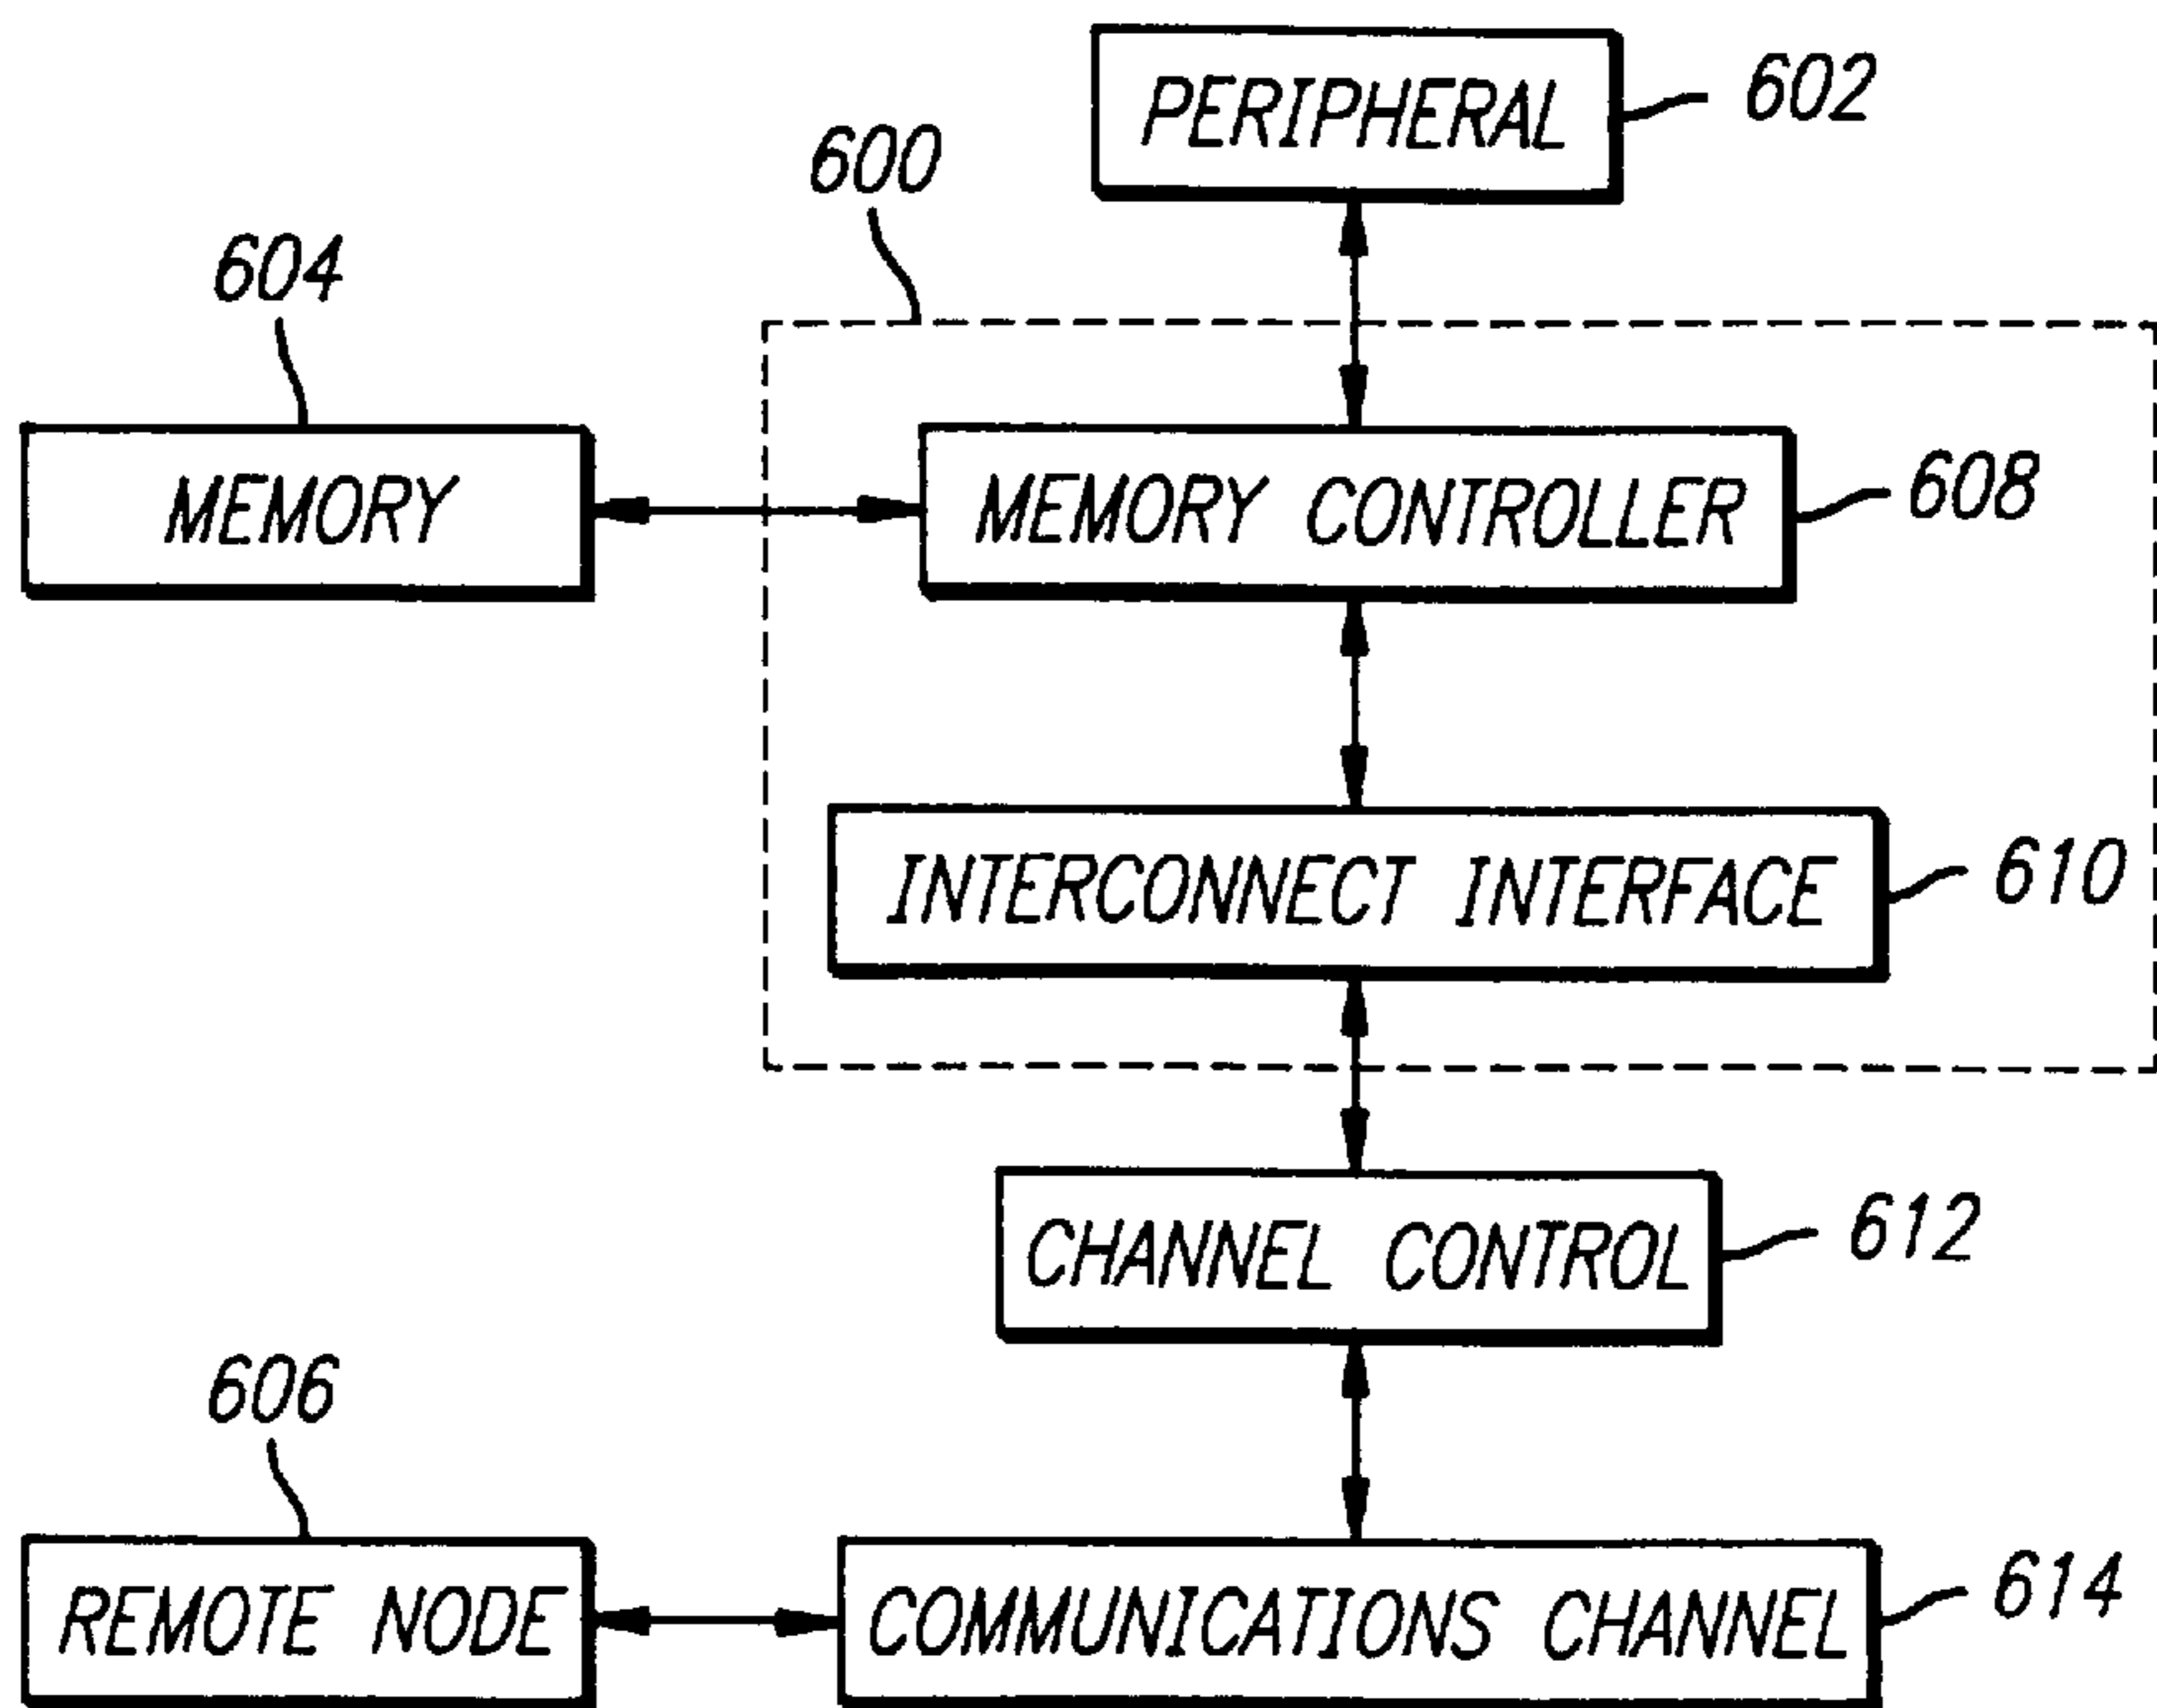 PERIPHERAL
602
600
604
MEMORY
MEMORY CONTROLLER
608
INTERCONNECT INTERFACE
610
CHANNEL CONTROL
612
606
REMOTE NODE
COMMUNICATIONS CHANNEL
614